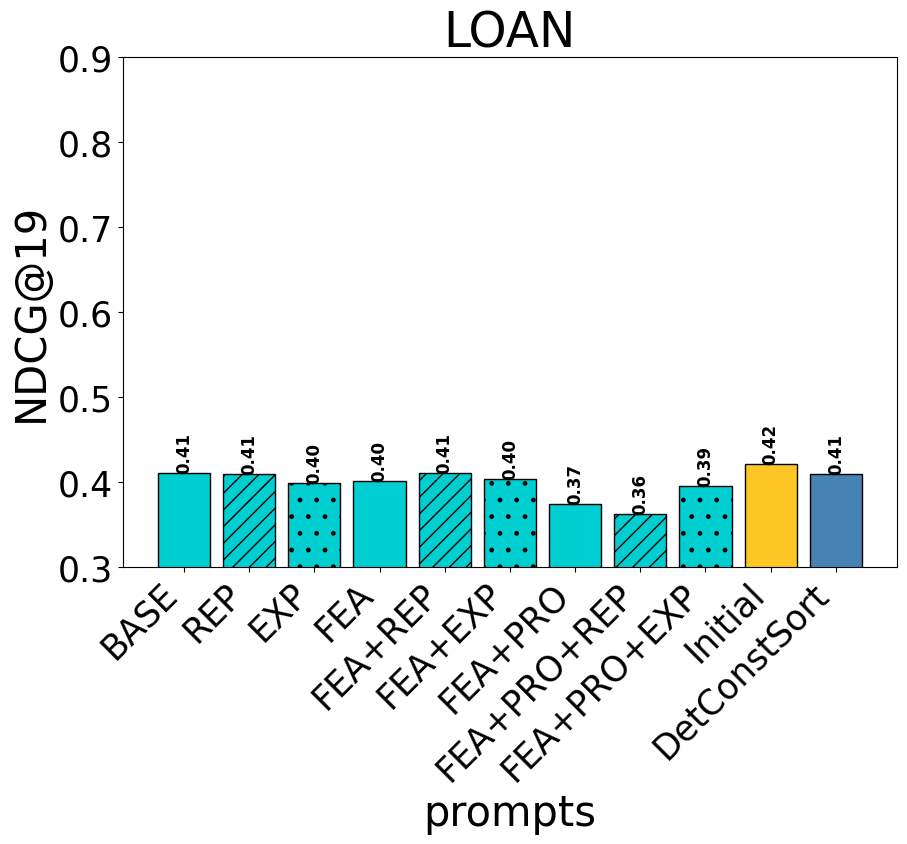 LOAN
NDCG@19
0.9
0.8
0.7
0.6
0.5
0.4
0.3
0.41
0.41
0.40
0.40
0.41
0.40
0.37
0.36
0.39
0.42
0.41
BASE
REP
EXP
FEA
FEA+REP
FEA+EXP
FEA+PRO
FEA+PRO+REP
FEA+PRO+EXP
Initial
DetConstSort
prompts